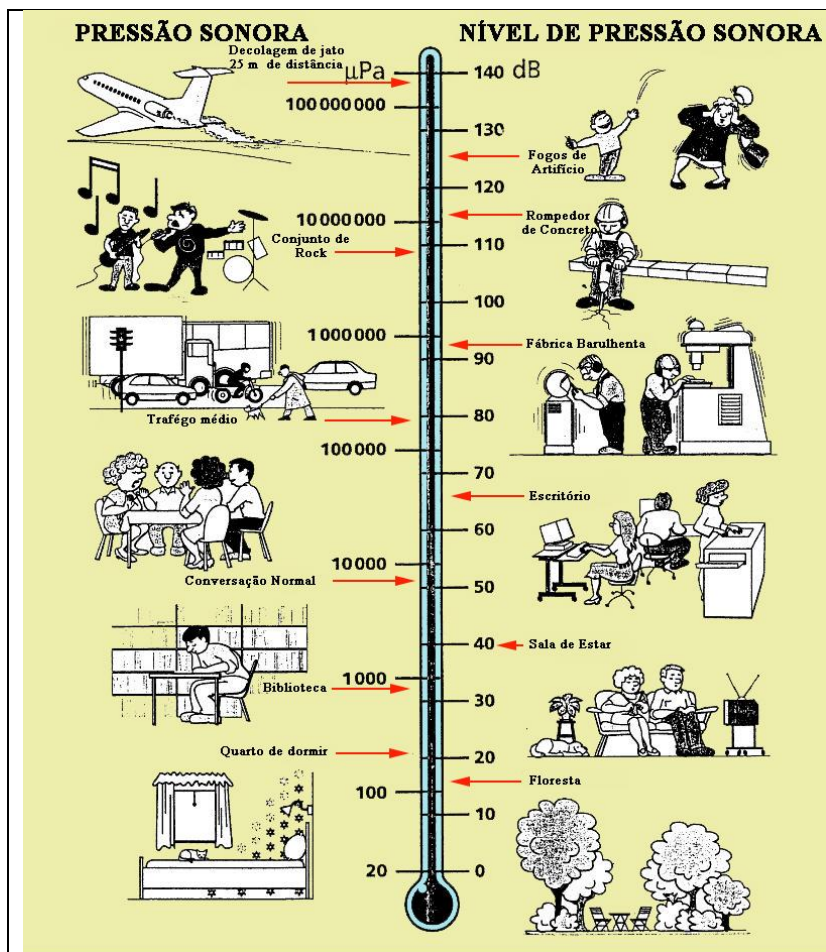 PRESSÃO SONORA
NÍVEL DE PRESSÃO SONORA
Decolagem de jato
25 m de distância
μPa
140 dB
100 000 000
130
Fogos de
Artifício
120
10 000 000
Rompedor
de Concreto
Conjunto de
Rock
110
100
1 000 000
Fábrica Barulhenta
90
Trafégo médio
80
100 000
70
Escritório
60
10 000
Conversação Normal
50
40
Sala de Estar
1 000
Biblioteca
30
Quarto de dormir
20
Floresta
100
10
20
0